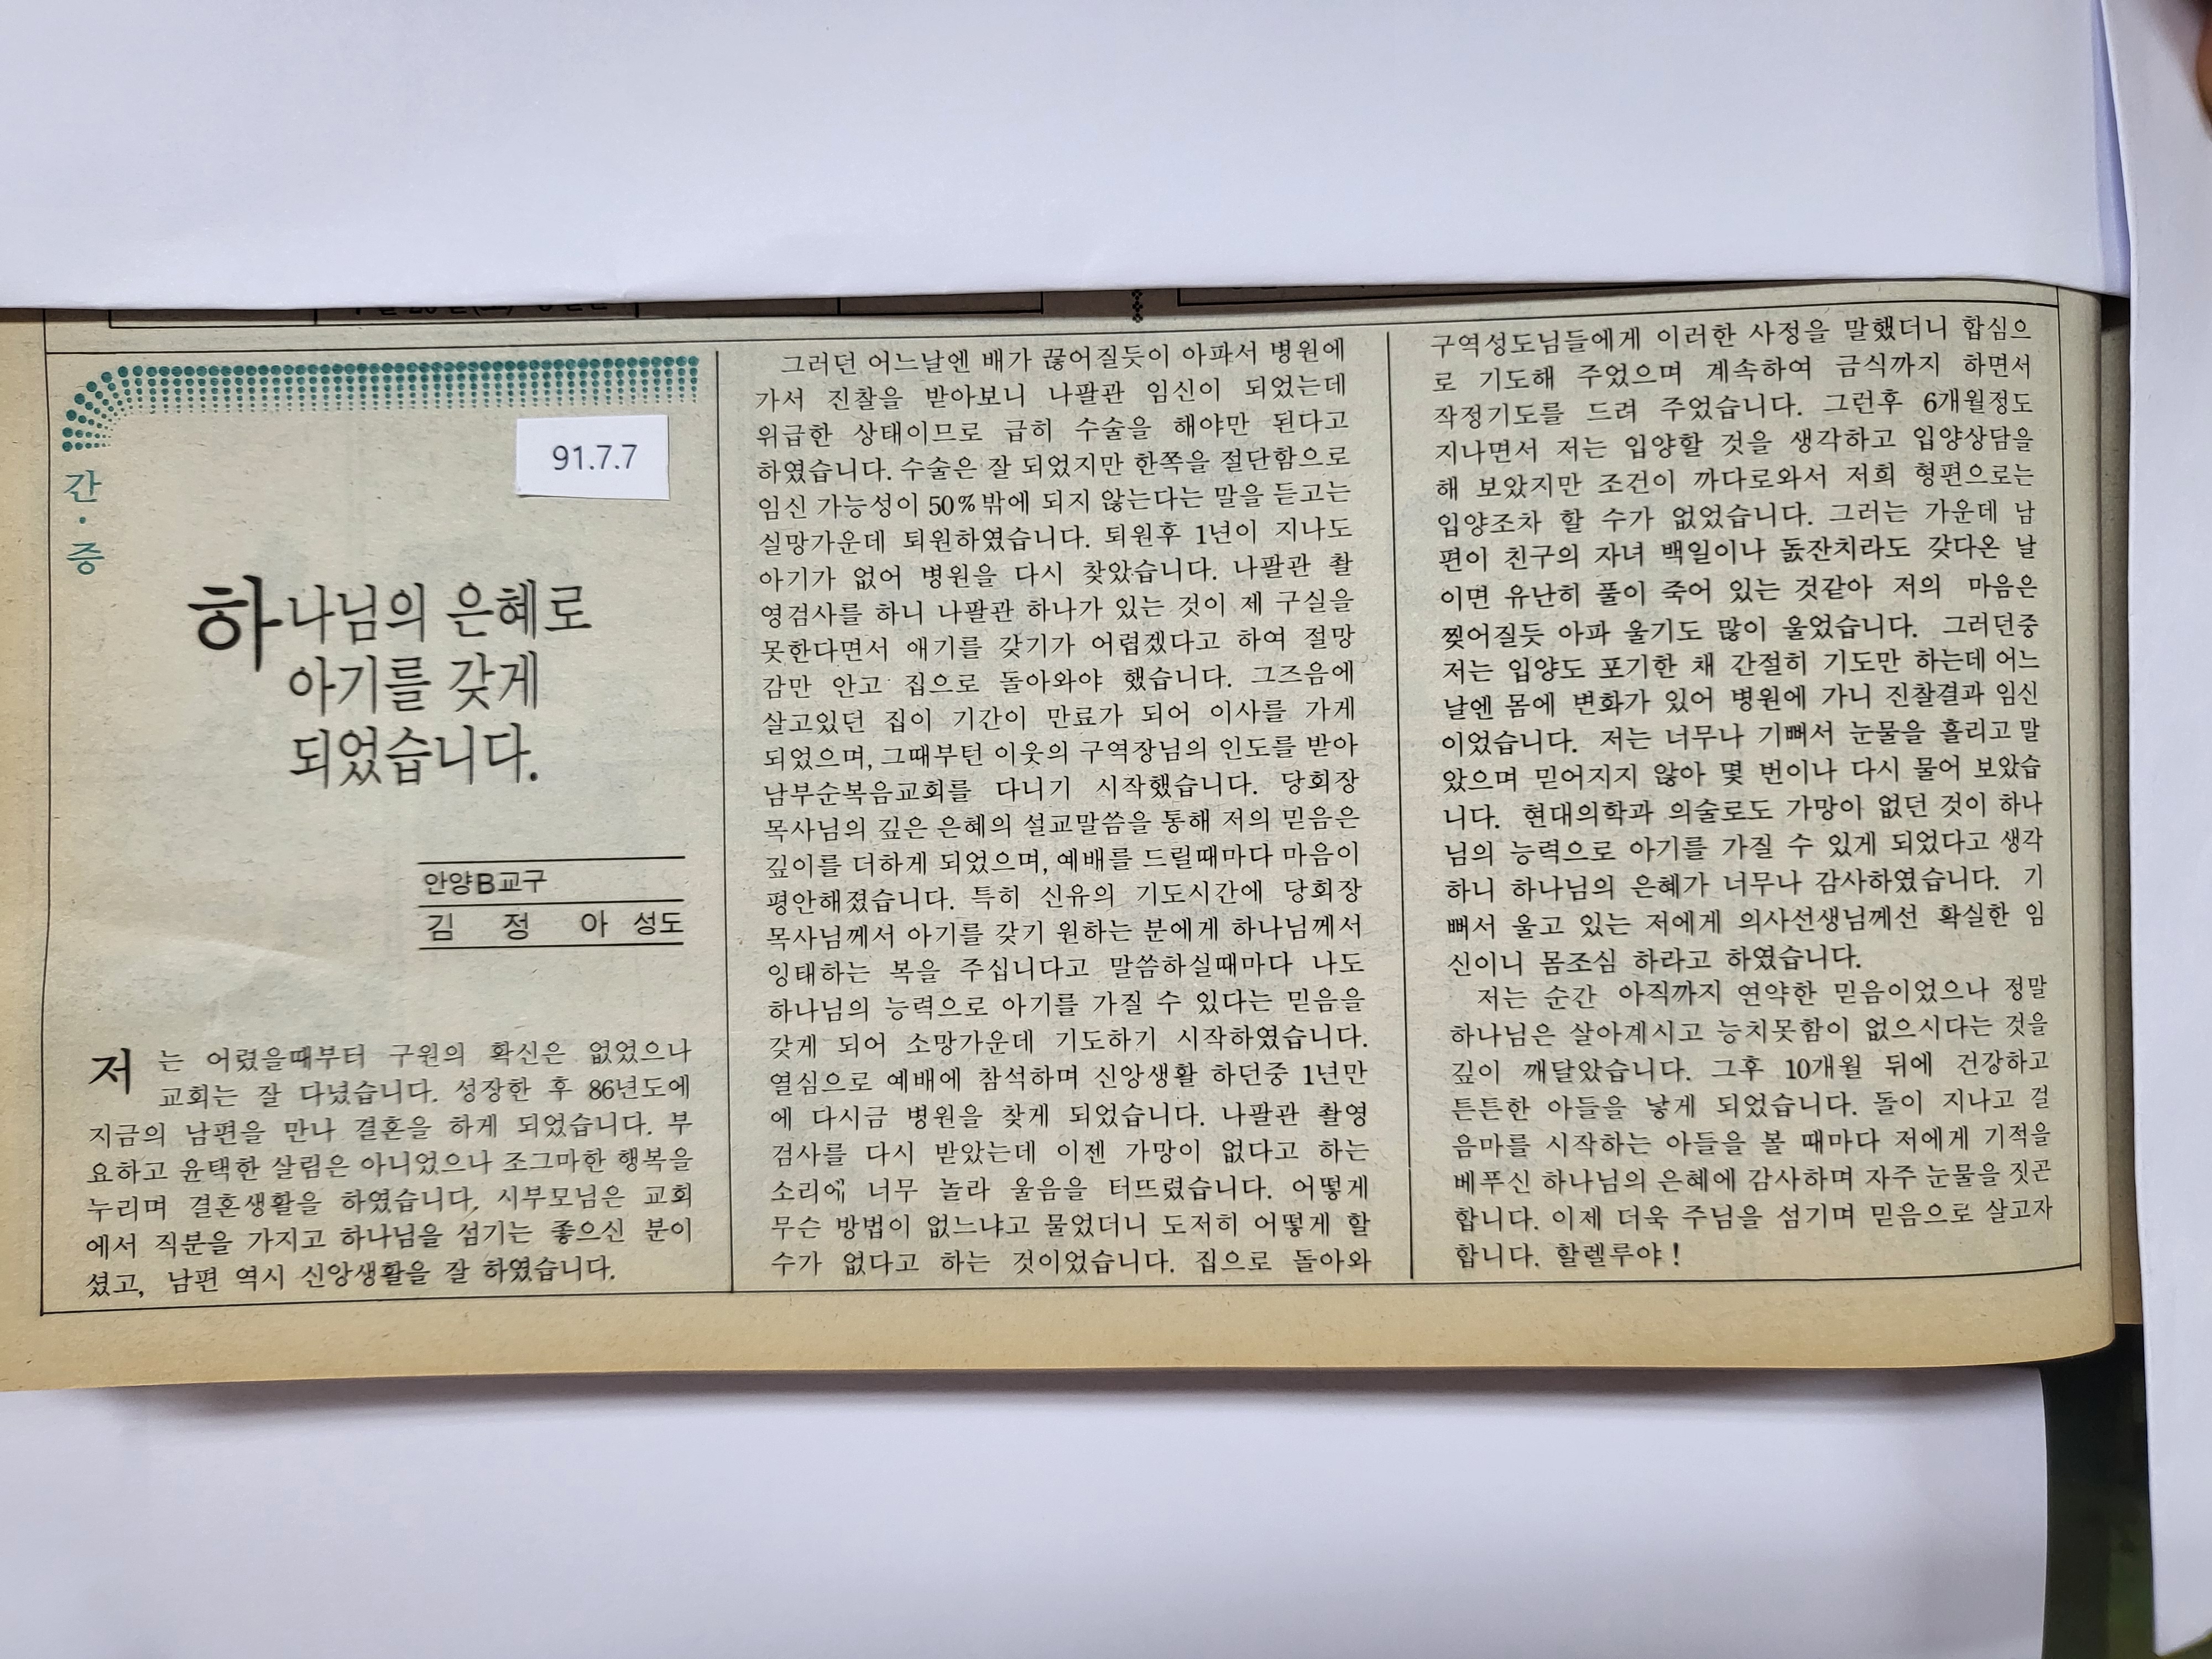 91.7.7
간·증
하나님의 은혜로
아기를 갖게
되었습니다.
안양B교구
김 정 아 성도
저는 어렸을때부터 구원의 확신은 없었으나
교회는 잘 다녔습니다. 성장한 후 86년도에
지금의 남편을 만나 결혼을 하게 되었습니다. 부
요하고 윤택한 살림은 아니었으나 조그마한 행복을
누리며 결혼생활을 하였습니다. 시부모님은 교회
에서 직분을 가지고 하나님을 섬기는 좋으신 분이
셨고, 남편 역시 신앙생활을 잘 하였습니다.
그러던 어느날엔 배가 끊어질듯이 아파서 병원에
가서 진찰을 받아보니 나팔관 임신이 되었는데
위급한 상태이므로 급히 수술을 해야만 된다고
하였습니다. 수술은 잘 되었지만 한쪽을 절단함으로
임신 가능성이 50%밖에 되지 않는다는 말을 듣고는
실망가운데 퇴원하였습니다. 퇴원후 1년이 지나도
아기가 없어 병원을 다시 찾았습니다. 나팔관 촬
영검사를 하니 나팔관 하나가 있는 것이 제 구실을
못한다면서 애기를 갖기가 어렵겠다고 하여 절망
감만 안고 집으로 돌아와야 했습니다. 그즈음에
살고있던 집이 기간이 만료가 되어 이사를 가게
되었으며, 그때부턴 이웃의 구역장님의 인도를 받아
남부순복음교회를 다니기 시작했습니다. 당회장
목사님의 깊은 은혜의 설교말씀을 통해 저의 믿음은
깊이를 더하게 되었으며, 예배를 드릴때마다 마음이
평안해졌습니다. 특히 신유의 기도시간에 당회장
목사님께서 아기를 갖기 원하는 분에게 하나님께서
잉태하는 복을 주십니다고 말씀하실때마다 나도
하나님의 능력으로 아기를 가질 수 있다는 믿음을
갖게 되어 소망가운데 기도하기 시작하였습니다.
열심으로 예배에 참석하며 신앙생활 하던중 1년만
에 다시금 병원을 찾게 되었습니다. 나팔관 촬영
검사를 다시 받았는데 이젠 가망이 없다고 하는
소리에 너무 놀라 울음을 터뜨렸습니다. 어떻게
무슨 방법이 없느냐고 물었더니 도저히 어떻게 할
수가 없다고 하는 것이었습니다. 집으로 돌아와
구역성도님들에게 이러한 사정을 말했더니 합심으
로 기도해 주었으며 계속하여 금식까지 하면서
작정기도를 드려 주었습니다. 그런후 6개월정도
지나면서 저는 입양할 것을 생각하고 입양상담을
해 보았지만 조건이 까다로와서 저희 형편으로는
입양조차 할 수가 없었습니다. 그러는 가운데 남
편이 친구의 자녀 백일이나 돐잔치라도 갖다온 날
이면 유난히 풀이 죽어 있는 것같아 저의 마음은
찢어질듯 아파 울기도 많이 울었습니다. 그러던중
저는 입양도 포기한 채 간절히 기도만 하는데 어느
날엔 몸에 변화가 있어 병원에 가니 진찰결과 임신
이었습니다. 저는 너무나 기뻐서 눈물을 흘리고 말
았으며 믿어지지 않아 몇 번이나 다시 물어 보았습
니다. 현대의학과 의술로도 가망아 없던 것이 하나
님의 능력으로 아기를 가질 수 있게 되었다고 생각
하니 하나님의 은혜가 너무나 감사하였습니다. 기
뻐서 울고 있는 저에게 의사선생님께선 확실한 임
신이니 몸조심 하라고 하였습니다.
저는 순간 아직까지 연약한 믿음이었으나 정말
하나님은 살아계시고 능치못함이 없으시다는 것을
깊이 깨달았습니다. 그후 10개월 뒤에 건강하고
튼튼한 아들을 낳게 되었습니다. 돌이 지나고 걸
음마를 시작하는 아들을 볼 때마다 저에게 기적을
베푸신 하나님의 은혜에 감사하며 자주 눈물을 짓곤
합니다. 이제 더욱 주님을 섬기며 믿음으로 살고자
합니다. 할렐루야!